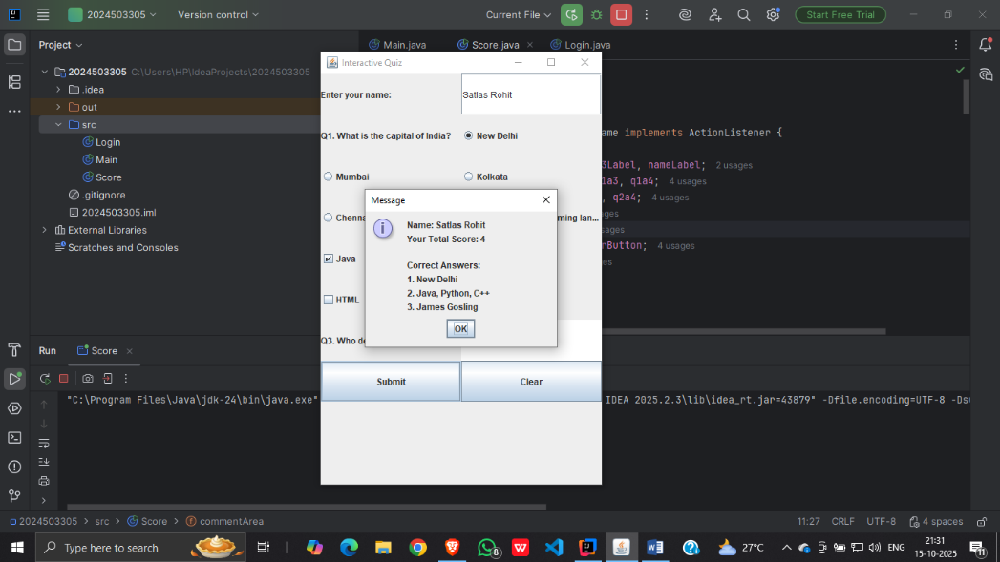 2024503305
Version control
Current File
Start Free Trial
Project
Main.java
Score.java
Login.java
2024503305 C:\Users\HP\IdeaProjects\2024503305
.idea
out
src
Login
Main
Score
.gitignore
2024503305.iml
External Libraries
Scratches and Consoles
Interactive Quiz
Enter your name:
Satlas Rohit
Q1. What is the capital of India?
New Delhi
Mumbai
Kolkata
Chenna
ming lan...
Java
HTML
Q3. Who de
Submit
Clear
Message
Name: Satlas Rohit
Your Total Score: 4
Correct Answers:
1. New Delhi
2. Java, Python, C++
3. James Gosling
OK
ame implements ActionListener {
3Label, nameLabel; 2 usages
1a3, q1a4; 4 usages
, q2a4; 4 usages
ages
sages
rButton; 4 usages
es
Run
Score
"C:\Program Files\Java\jdk-24\bin\java.exe"
IDEA 2025.2.3\lib\idea_rt.jar=43879" -Dfile.encoding=UTF-8 -Dsu
2024503305 > src > Score > commentArea
11:27 CRLF UTF-8 4 spaces
Type here to search
8
27°C
ENG
21:31
15-10-2025
11